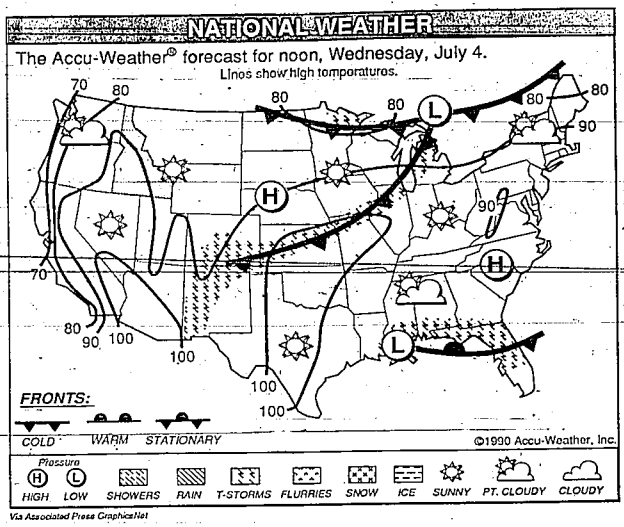 NATIONAL WEATHER
The Accu-Weather® forecast for noon, Wednesday, July 4.
Lines show high temporatures.
70
80
80
80
L
80
80
90
H
90
H
70
80
90
100
100
L
100
100
FRONTS:
COLD
WARM
STATIONARY
©1990 Accu-Weather, Inc.
Pressure
H
L
HIGH
LOW
SHOWERS
RAIN
T-STORMS
FLURRIES
SNOW
ICE
SUNNY
PT. CLOUDY
CLOUDY
Via Associated Press GraphicsNet